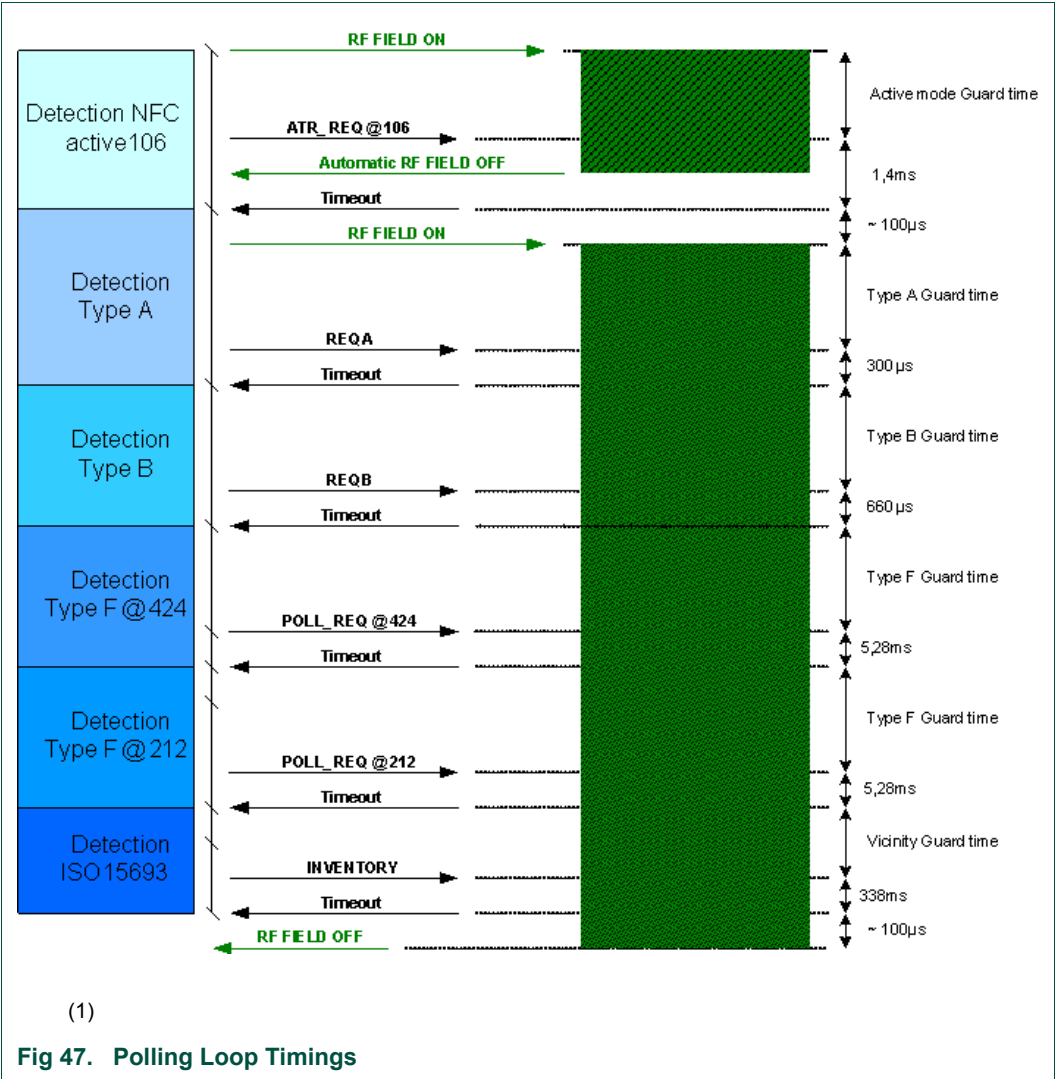 RF FIELD ON
Detection NFC
active106
Active mode Guard time
ATR_REQ @106
Automatic RF FIELD OFF
1,4ms
Timeout
~ 100µs
RF FIELD ON
Detection
Type A
Type A Guard time
REQA
300µs
Timeout
Detection
Type B
Type B Guard time
REQB
660µs
Timeout
Detection
Type F @424
Type F Guard time
POLL_REQ @424
5,28ms
Timeout
Detection
Type F @212
Type F Guard time
POLL_REQ @212
5,28ms
Timeout
Detection
ISO15693
Vicinity Guard time
INVENTORY
338ms
Timeout
~ 100µs
RF FIELD OFF
(1)
Fig 47. Polling Loop Timings